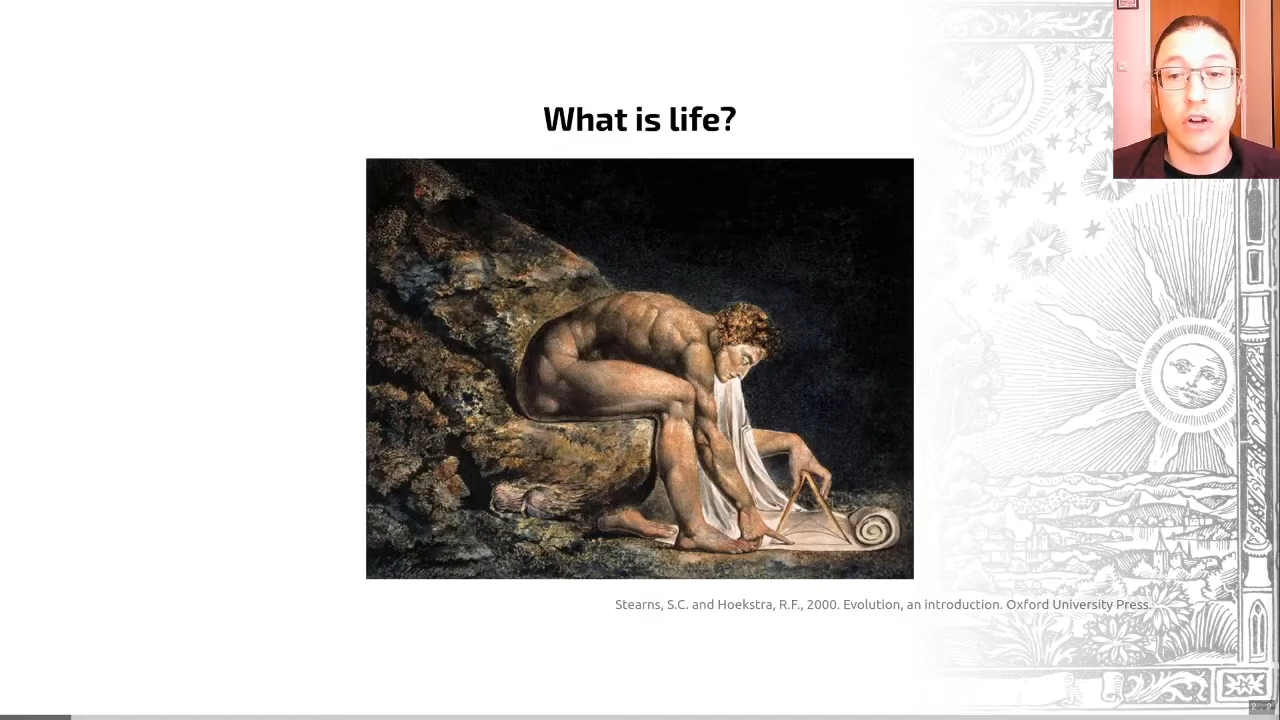 What is life?
Stearns, S.C. and Hoekstra, R.F., 2000. Evolution, an introduction. Oxford University Press.